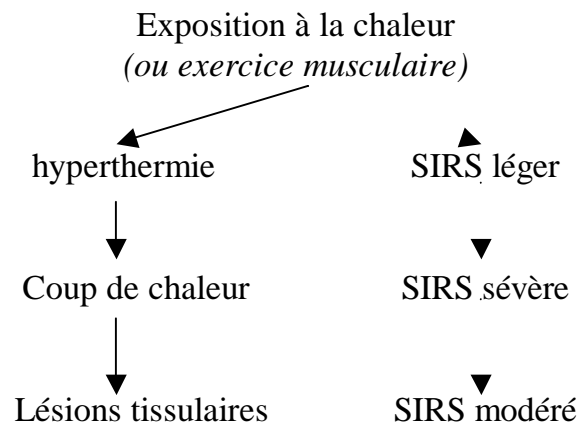 Exposition à la chaleur
(ou exercice musculaire)
hyperthermie
SIRS léger
Coup de chaleur
SIRS sévère
Lésions tissulaires
SIRS modéré